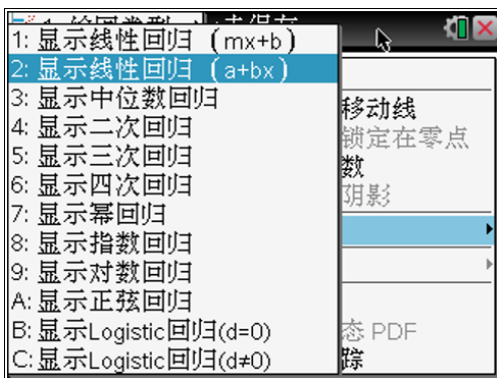 1: 显示线性回归 (mx+b)
2: 显示线性回归 (a+bx)
3: 显示中位数回归
4: 显示二次回归
5: 显示三次回归
6: 显示四次回归
7: 显示幂回归
8: 显示指数回归
9: 显示对数回归
A: 显示正弦回归
B: 显示Logistic回归(d=0)
C: 显示Logistic回归(d≠0)
移动线
锁定在零点
数
阴影
态 PDF
踪